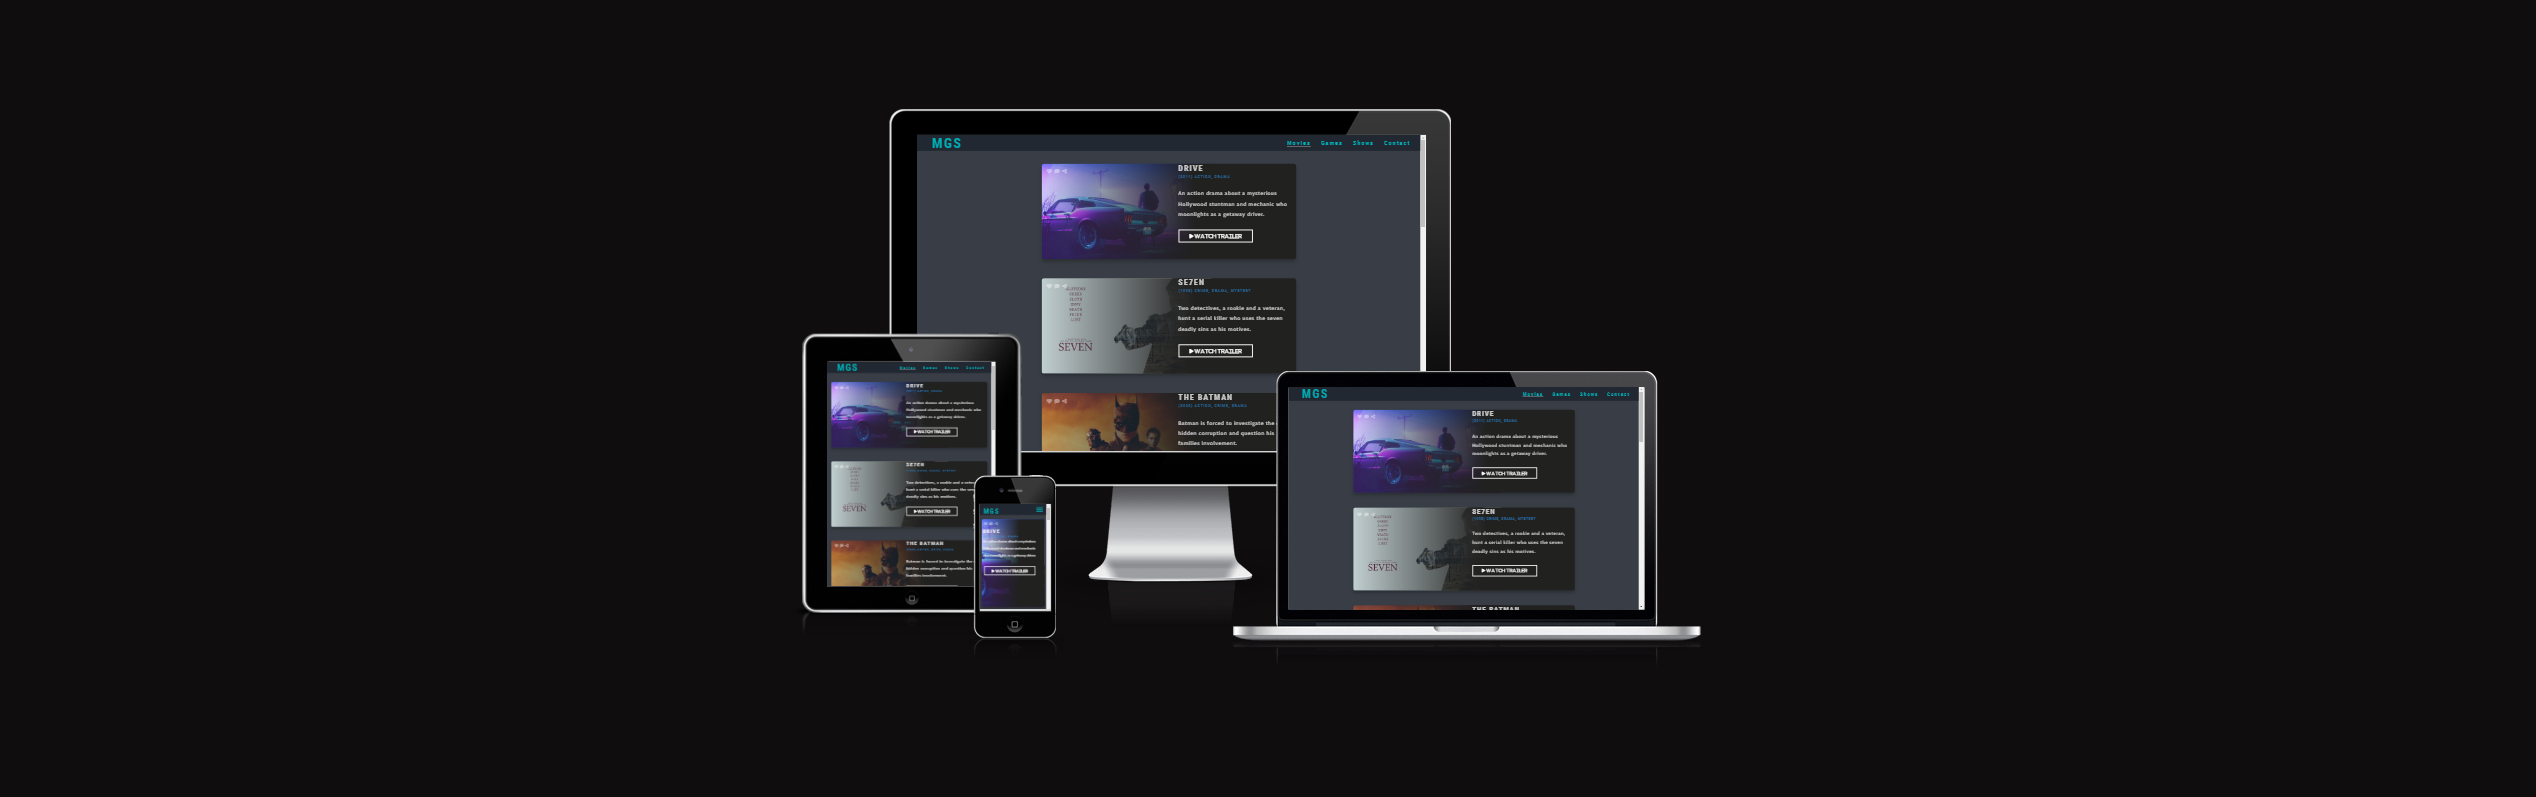 MGS
Movies Games Shows Contact
DRIVE
(2011) ACTION, DRAMA
An action drama about a mysterious
Hollywood stuntman and mechanic who
moonlights as a getaway driver.
WATCH TRAILER
SE7EN
(1995) CRIME, DRAMA, MYSTERY
Two detectives, a rookie and a veteran,
hunt a serial killer who uses the seven
deadly sins as his motives.
SEVEN
WATCH TRAILER
THE BATMAN
(2022) ACTION, CRIME, DRAMA
Batman is forced to investigate the
hidden corruption and question his
families involvement.
MGS
Movies Games Shows Contact
DRIVE
An action drama about a mysterious
Hollywood stuntman and mechanic who
moonlights as a getaway driver.
WATCH TRAILER
SE7EN
Two detectives, a rookie and a
hunt a serial killer who uses the
deadly sins as his motives.
SEVEN
WATCH TRAILER
THE BATMAN
Batman is forced to investigate the
hidden corruption and question his
families involvement.
MGS
DRIVE
WATCH TRAILER
MGS
Movies Games Shows Contact
DRIVE
(2011) ACTION, DRAMA
An action drama about a mysterious
Hollywood stuntman and mechanic who
moonlights as a getaway driver.
WATCH TRAILER
SE7EN
(1995) CRIME, DRAMA, MYSTERY
Two detectives, a rookie and a veteran,
hunt a serial killer who uses the seven
deadly sins as his motives.
SEVEN
WATCH TRAILER
THE BATMAN